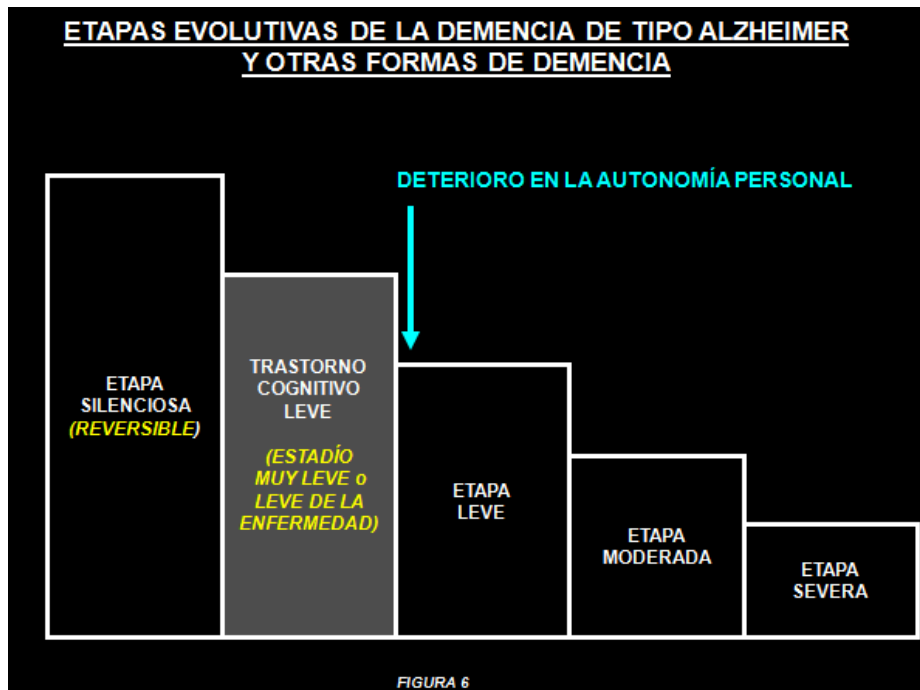 ETAPAS EVOLUTIVAS DE LA DEMENCIA DE TIPO ALZHEIMER
Y OTRAS FORMAS DE DEMENCIA
DETERIORO EN LA AUTONOMÍA PERSONAL
ETAPA
SILENCIOSA
(REVERSIBLE)
TRASTORNO
COGNITIVO
LEVE
(ESTADÍO
MUY LEVE o
LEVE DE LA
ENFERMEDAD)
ETAPA
LEVE
ETAPA
MODERADA
ETAPA
SEVERA
FIGURA 6